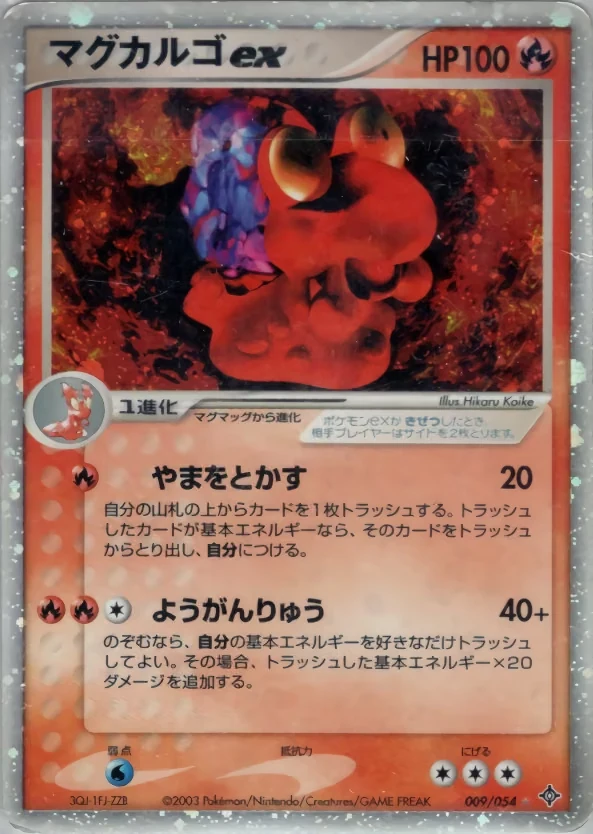 マグカルゴex HP100
Illus. Hikaru Koike
1進化
マグマッグから進化
ポケモンexが きぜつしたとき
相手プレイヤーはサイドを2枚とります。
やまをとかす 20
自分の山札の上からカードを1枚トラッシュする。トラッシュ
したカードが基本エネルギーなら、そのカードをトラッシュ
からとり出し、自分につける。
ようがんりゅう 40+
のぞむなら、自分の基本エネルギーを好きなだけトラッシュ
してよい。その場合、トラッシュした基本エネルギー×20
ダメージを追加する。
弱点 抵抗力 にげる
3QJ-1FJ-ZZB ©2003 Pokémon/Nintendo/Creatures/GAME FREAK 009/054